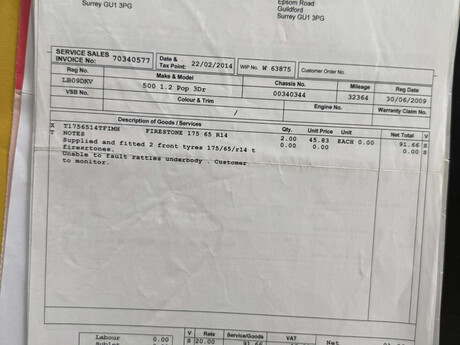 Surrey GU1 3PG
Epsom Road
Guildford
Surrey GU1 3PG
SERVICE SALES INVOICE No: 70340577 Date & Tax Point: 22/02/2014 WIP No. W 63875 Customer Order No.
Reg No. Make & Model Chassis No. Mileage Reg Date
LB09DKV 500 1.2 Pop 3Dr 00340344 32364 30/06/2009
VSB No. Colour & Trim Engine No. Warranty Claim No.
/
Description of Goods / Services Qty. Unit Price Unit Net Total V
X T1756514TFIMH FIRESTONE 175 65 R14 2.00 45.83 EACH 0.00 91.66 S
T NOTES 0.00 0.00 0.00 S
Supplied and fitted 2 front tyres 175/65/r14 t
firesrtones.
Unable to fault rattles underbody . Customer
to monitor.
Labour 0.00 V Rate Service/Goods VAT Net
Sublet S 20.00 91.66